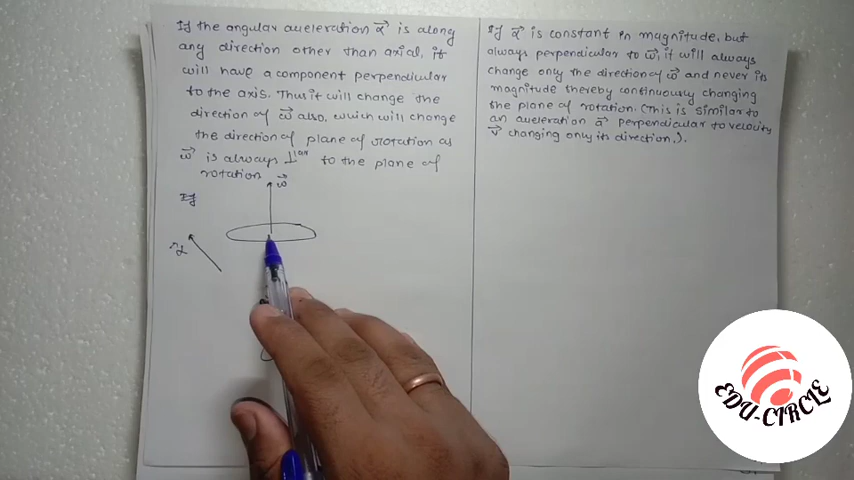 If the angular aueleration α⃗ is along
any direction other than axial, it
will have a component perpendicular
to the axis. Thus it will change the
direction of ω⃗ also, which will change
the direction of plane of rotation as
ω⃗ is always ⊥lar to the plane of
rotation
ω⃗
If
α⃗
If α⃗ is constant in magnitude, but
always perpendicular to ω⃗, it will always
change only the direction of ω⃗ and never its
magnitude thereby continuously changing
the plane of rotation. (This is similar to
an aueleration a⃗ perpendicular to velocity
v⃗ changing only its direction.).
EDU-CIRCLE